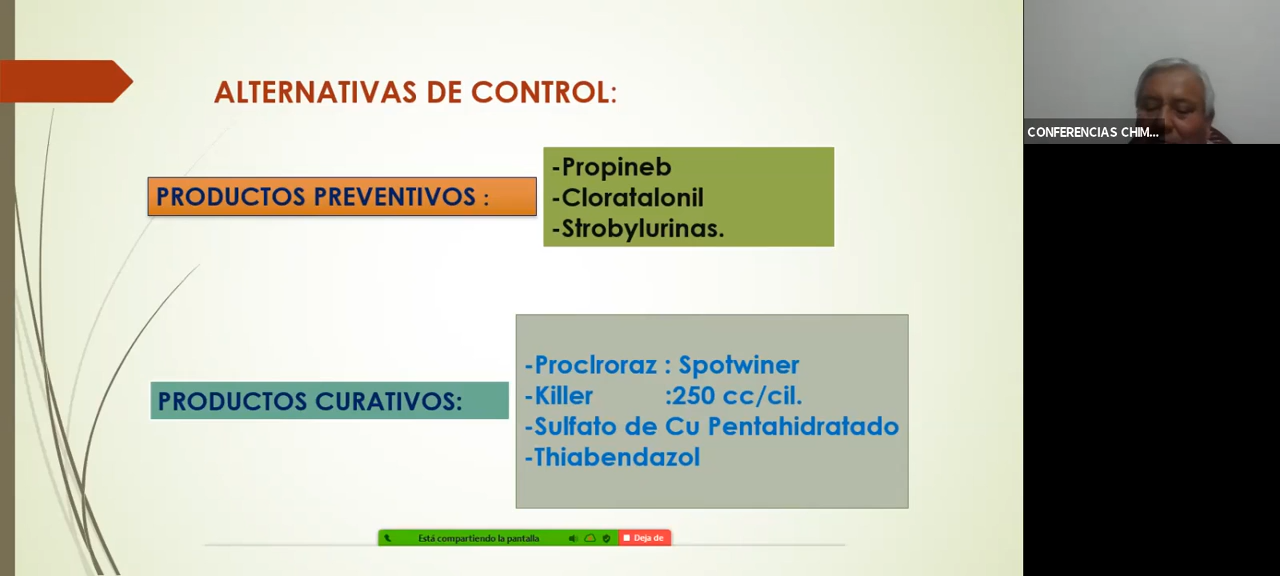 ALTERNATIVAS DE CONTROL:
PRODUCTOS PREVENTIVOS :
-Propineb
-Cloratalonil
-Strobylurinas.
PRODUCTOS CURATIVOS:
-Proclroraz : Spotwiner
-Killer :250 cc/cil.
-Sulfato de Cu Pentahidratado
-Thiabendazol
Está compartiendo la pantalla
Deja de
CONFERENCIAS CHIM...